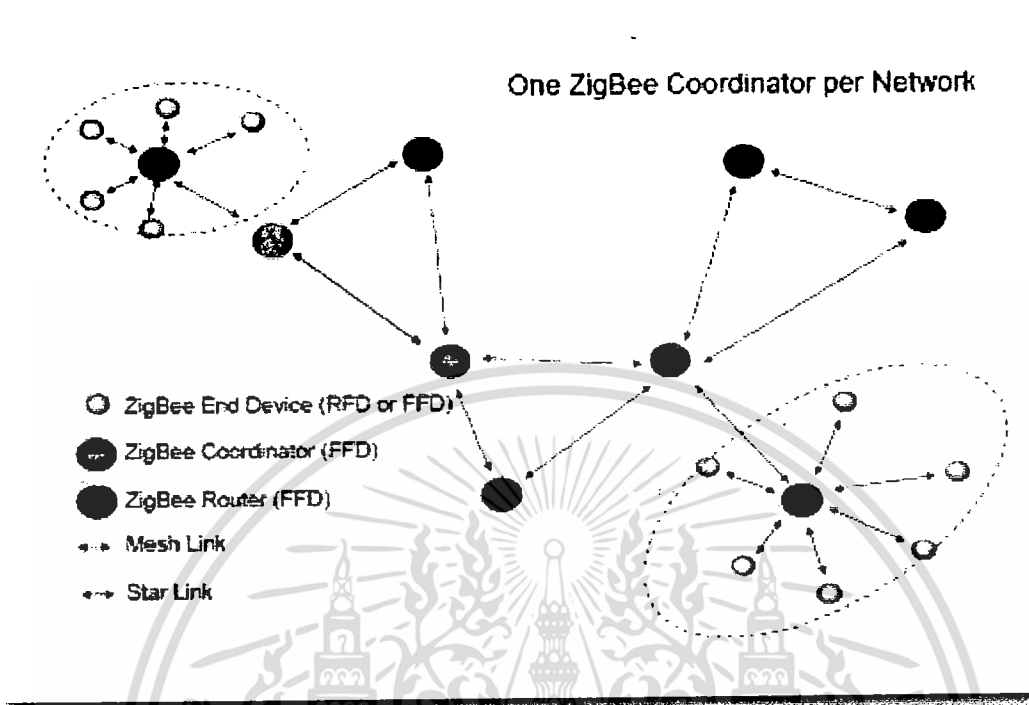 One ZigBee Coordinator per Network
ZigBee End Device (RFD or FFD)
ZigBee Coordinator (FFD)
ZigBee Router (FFD)
Mesh Link
Star Link